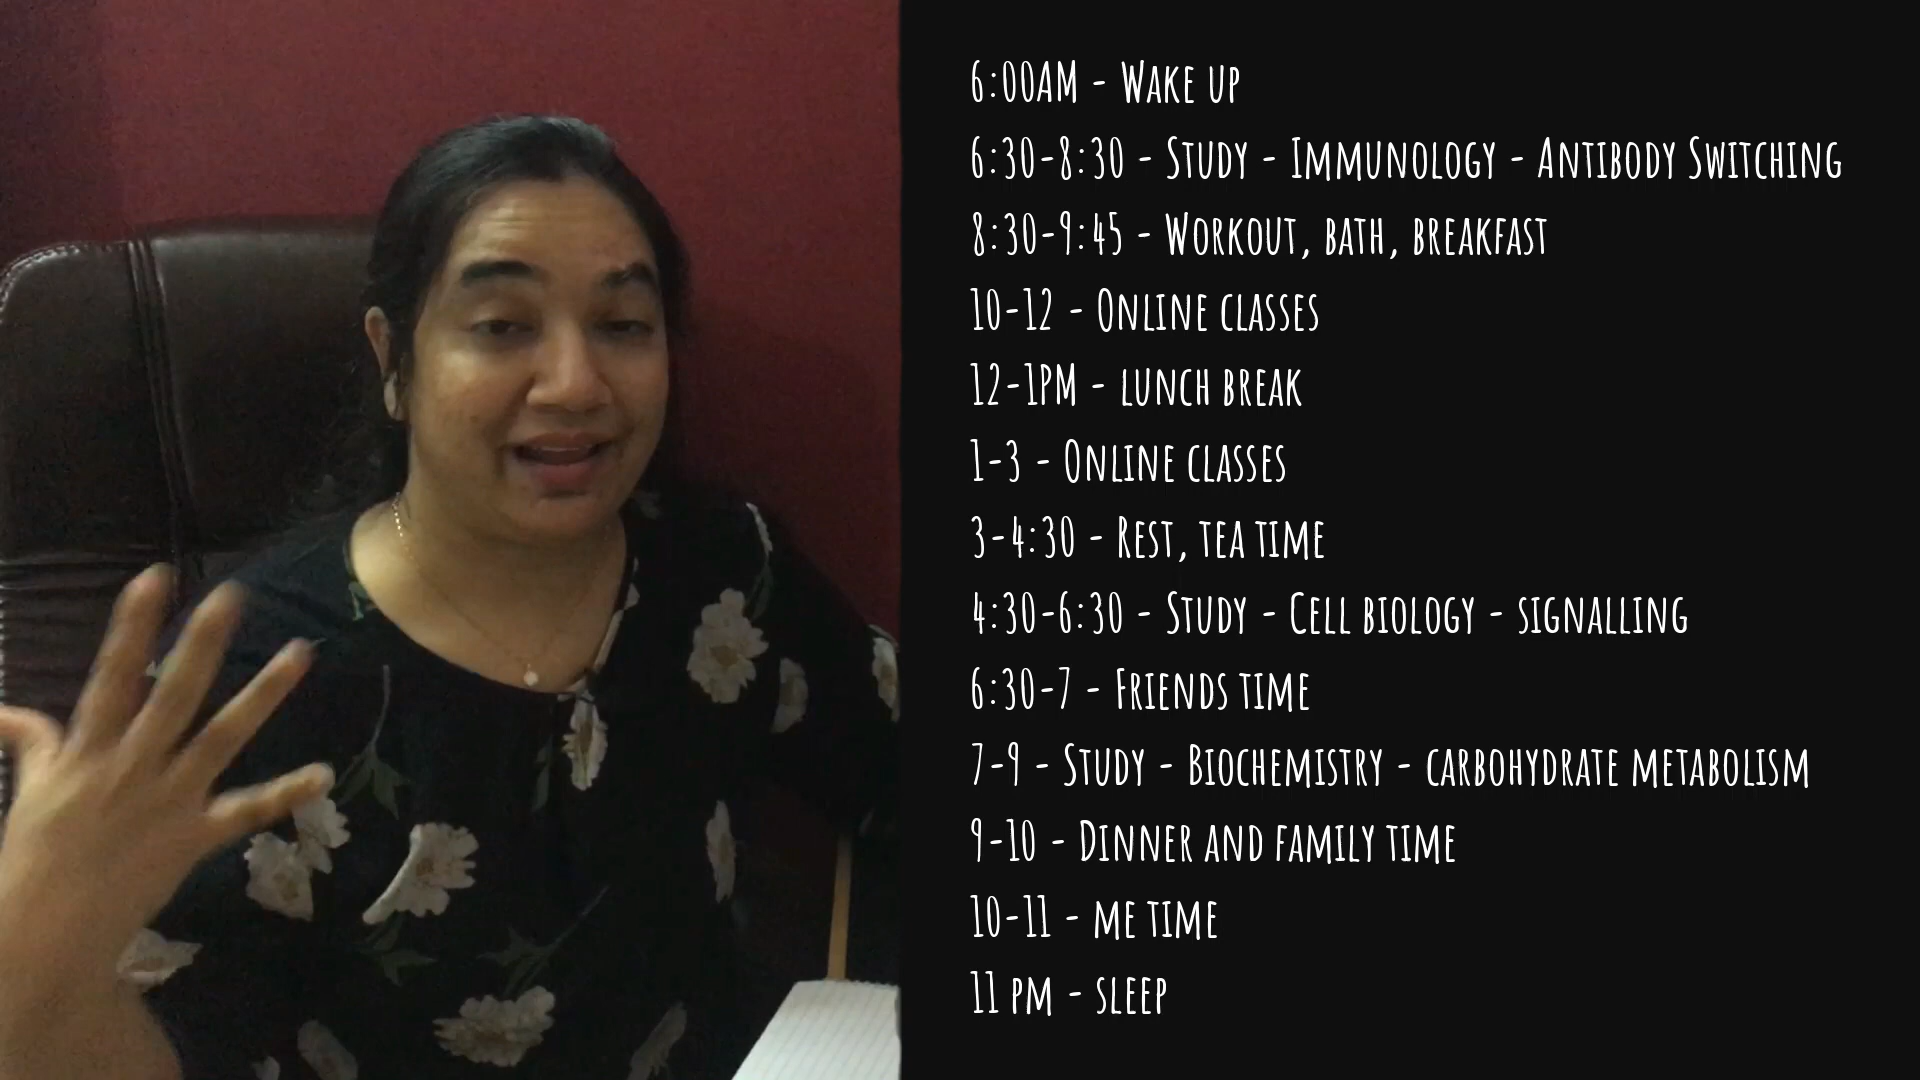 6:00AM - Wake up
6:30-8:30 - Study - Immunology - Antibody Switching
8:30-9:45 - Workout, bath, breakfast
10-12 - Online classes
12-1PM - lunch break
1-3 - Online classes
3-4:30 - Rest, tea time
4:30-6:30 - Study - Cell biology - signalling
6:30-7 - Friends time
7-9 - Study - Biochemistry - carbohydrate metabolism
9-10 - Dinner and family time
10-11 - me time
11 pm - sleep